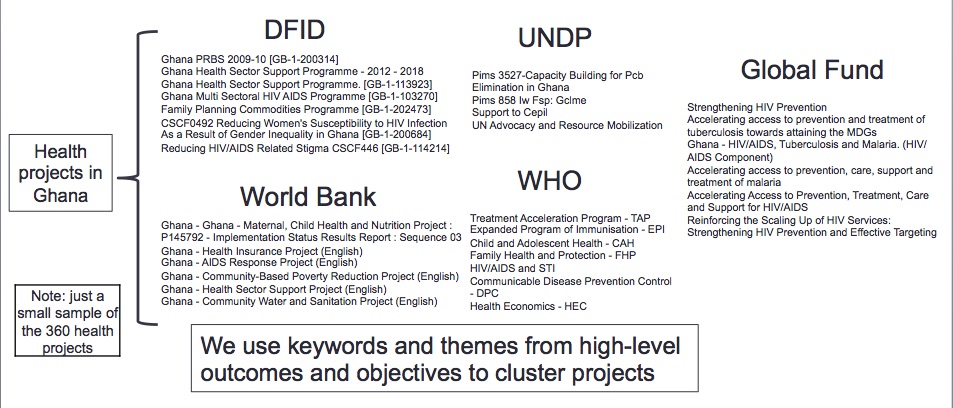 Health
projects in
Ghana
Note: just a
small sample of
the 360 health
projects
DFID
Ghana PRBS 2009-10 [GB-1-200314]
Ghana Health Sector Support Programme - 2012 - 2018
Ghana Health Sector Support Programme. [GB-1-113923]
Ghana Multi Sectoral HIV AIDS Programme [GB-1-103270]
Family Planning Commodities Programme [GB-1-202473]
CSCF0492 Reducing Women's Susceptibility to HIV Infection
As a Result of Gender Inequality in Ghana [GB-1-200684]
Reducing HIV/AIDS Related Stigma CSCF446 [GB-1-114214]
UNDP
Pims 3527-Capacity Building for Pcb
Elimination in Ghana
Pims 858 Iw Fsp: Gclme
Support to Cepil
UN Advocacy and Resource Mobilization
Global Fund
Strengthening HIV Prevention
Accelerating access to prevention and treatment of
tuberculosis towards attaining the MDGs
Ghana - HIV/AIDS, Tuberculosis and Malaria. (HIV/
AIDS Component)
Accelerating access to prevention, care, support and
treatment of malaria
Accelerating Access to Prevention, Treatment, Care
and Support for HIV/AIDS
Reinforcing the Scaling Up of HIV Services:
Strengthening HIV Prevention and Effective Targeting
World Bank
Ghana - Ghana - Maternal, Child Health and Nutrition Project :
P145792 - Implementation Status Results Report : Sequence 03
Ghana - Health Insurance Project (English)
Ghana - AIDS Response Project (English)
Ghana - Community-Based Poverty Reduction Project (English)
Ghana - Health Sector Support Project (English)
Ghana - Community Water and Sanitation Project (English)
WHO
Treatment Acceleration Program - TAP
Expanded Program of Immunisation - EPI
Child and Adolescent Health - CAH
Family Health and Protection - FHP
HIV/AIDS and STI
Communicable Disease Prevention Control
- DPC
Health Economics - HEC
We use keywords and themes from high-level
outcomes and objectives to cluster projects